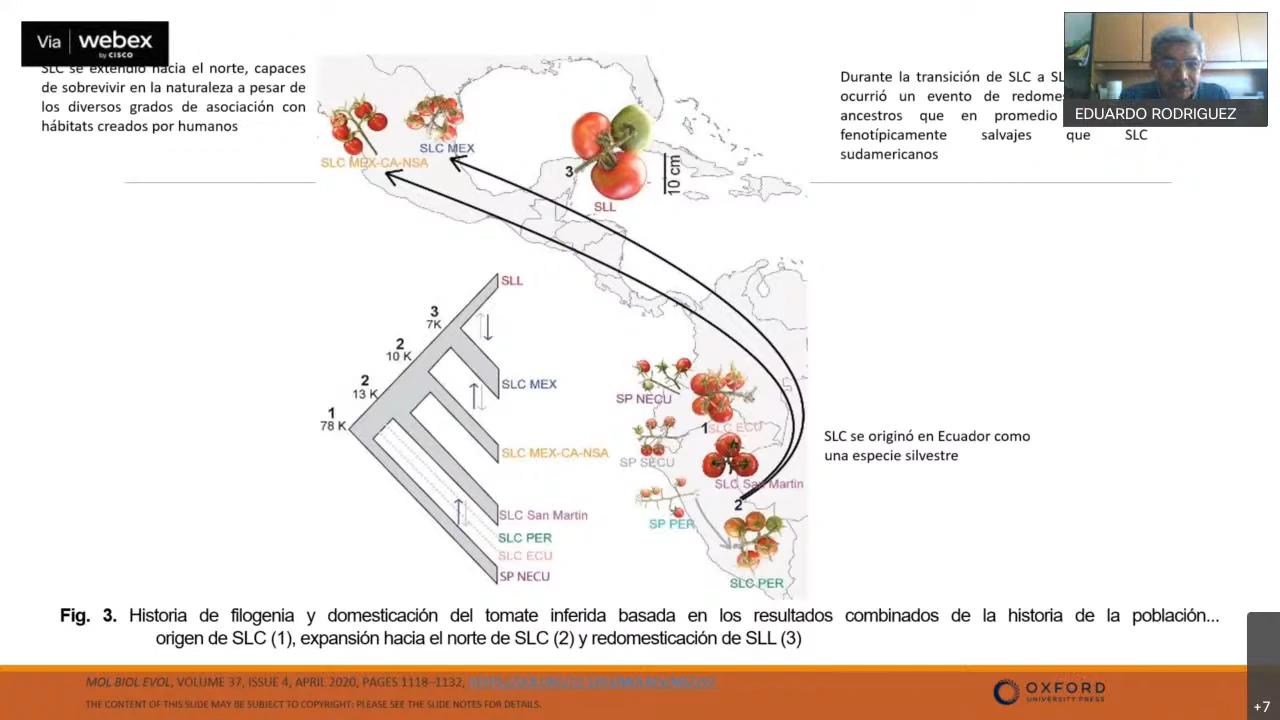 Via webex
by CISCO
SLC se extendió hacia el norte, capaces
de sobrevivir en la naturaleza a pesar de
los diversos grados de asociación con
hábitats creados por humanos
Durante la transición de SLC a SL
ocurrió un evento de redome
ancestros que en promedio
fenotípicamente salvajes que SLC
sudamericanos
EDUARDO RODRIGUEZ
SLC MEX
SLC MEX-CA-NSA
3
10 cm
SLL
SLL
3
7K
2
10 K
SLC MEX
2
13 K
1
78 K
SLC MEX-CA-NSA
SLC San Martin
SLC PER
SLC ECU
SP NECU
SP NECU
1
SLC ECU
SP SECU
SLC San Martin
2
SP PER
SLC PER
SLC se originó en Ecuador como
una especie silvestre
Fig. 3. Historia de filogenia y domesticación del tomate inferida basada en los resultados combinados de la historia de la población...
origen de SLC (1), expansión hacia el norte de SLC (2) y redomesticación de SLL (3)
MOL BIOL EVOL, VOLUME 37, ISSUE 4, APRIL 2020, PAGES 1118–1132,
THE CONTENT OF THIS SLIDE MAY BE SUBJECT TO COPYRIGHT: PLEASE SEE THE SLIDE NOTES FOR DETAILS.
OXFORD
UNIVERSITY PRESS
+7